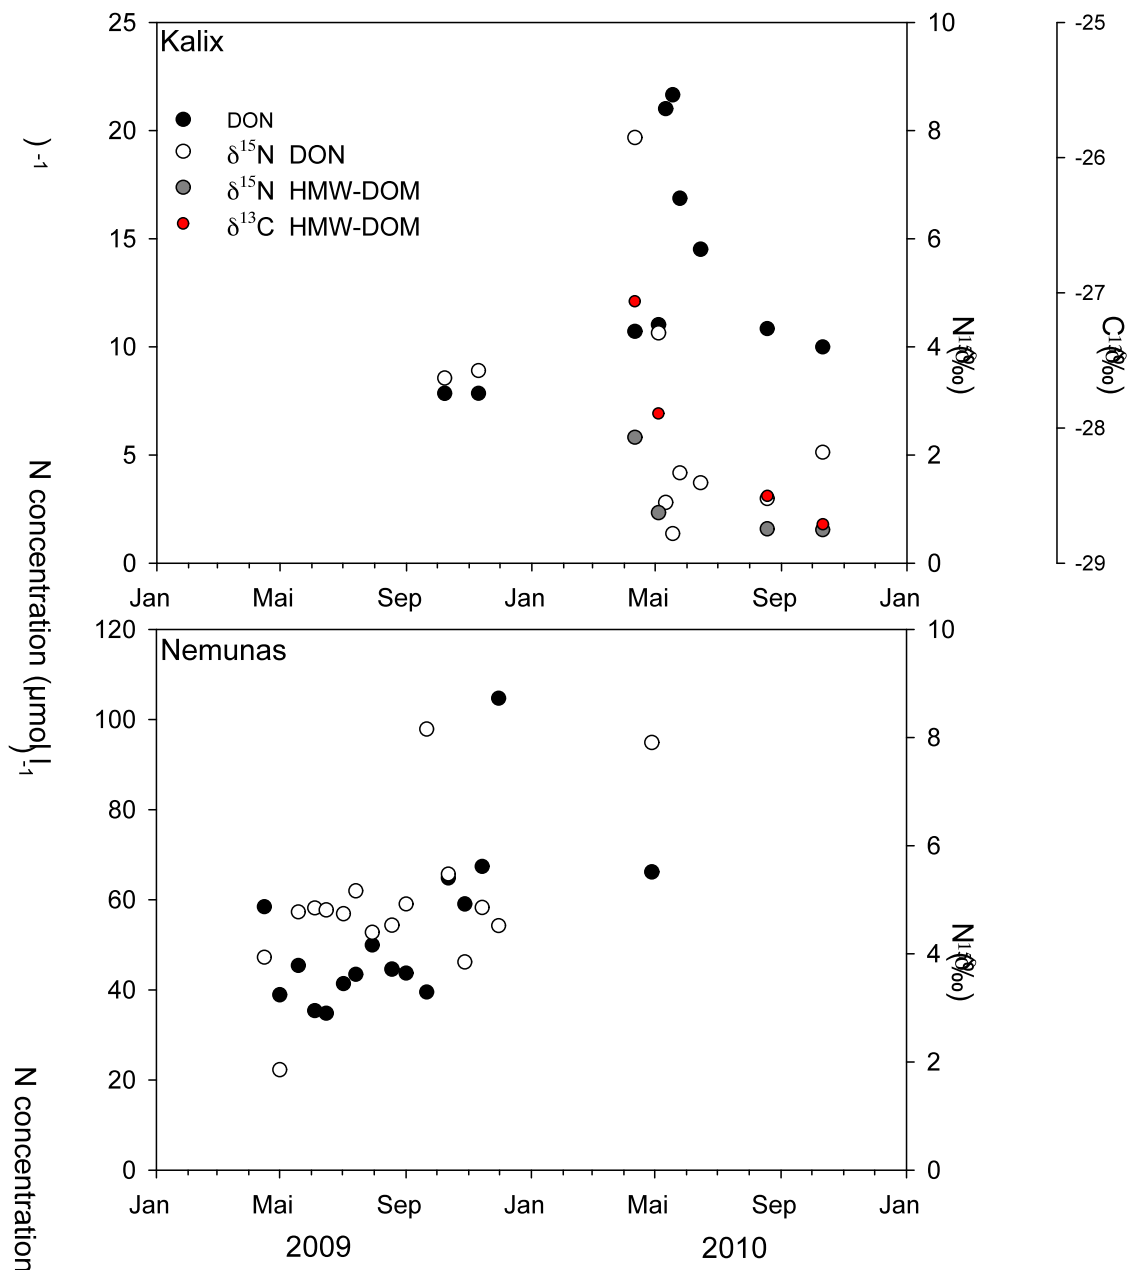 Kalix
DON
δ15N DON
δ15N HMW-DOM
δ13C HMW-DOM
25
20
15
10
5
0
10
8
6
4
2
0
-25
-26
-27
-28
-29
Jan Mai Sep Jan Mai Sep Jan
N concentration (µmol l
) -1
N
(‰)
C
(‰)
Nemunas
120
100
80
60
40
20
0
10
8
6
4
2
0
Jan Mai Sep Jan Mai Sep Jan
2009 2010
N concentration
) -1
N
(‰)